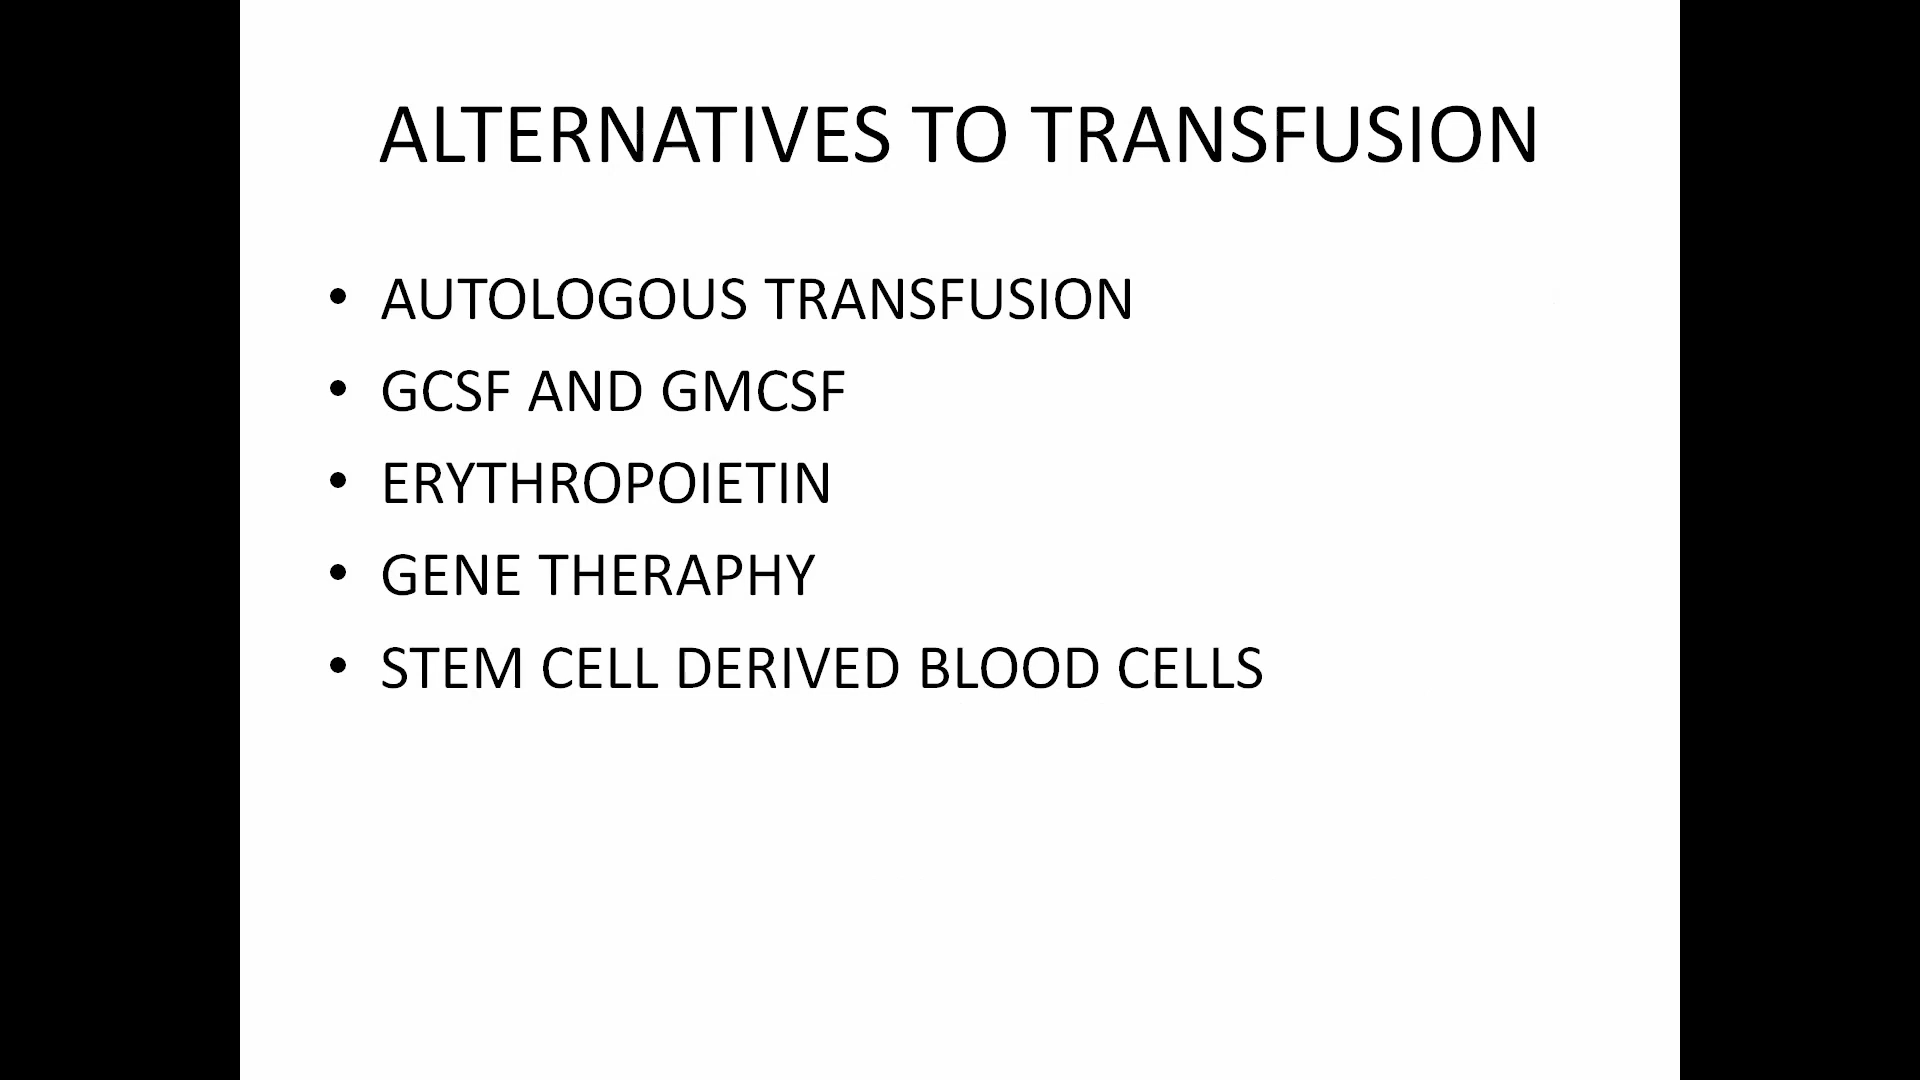 ALTERNATIVES TO TRANSFUSION
• AUTOLOGOUS TRANSFUSION
• GCSF AND GMCSF
• ERYTHROPOIETIN
• GENE THERAPHY
• STEM CELL DERIVED BLOOD CELLS